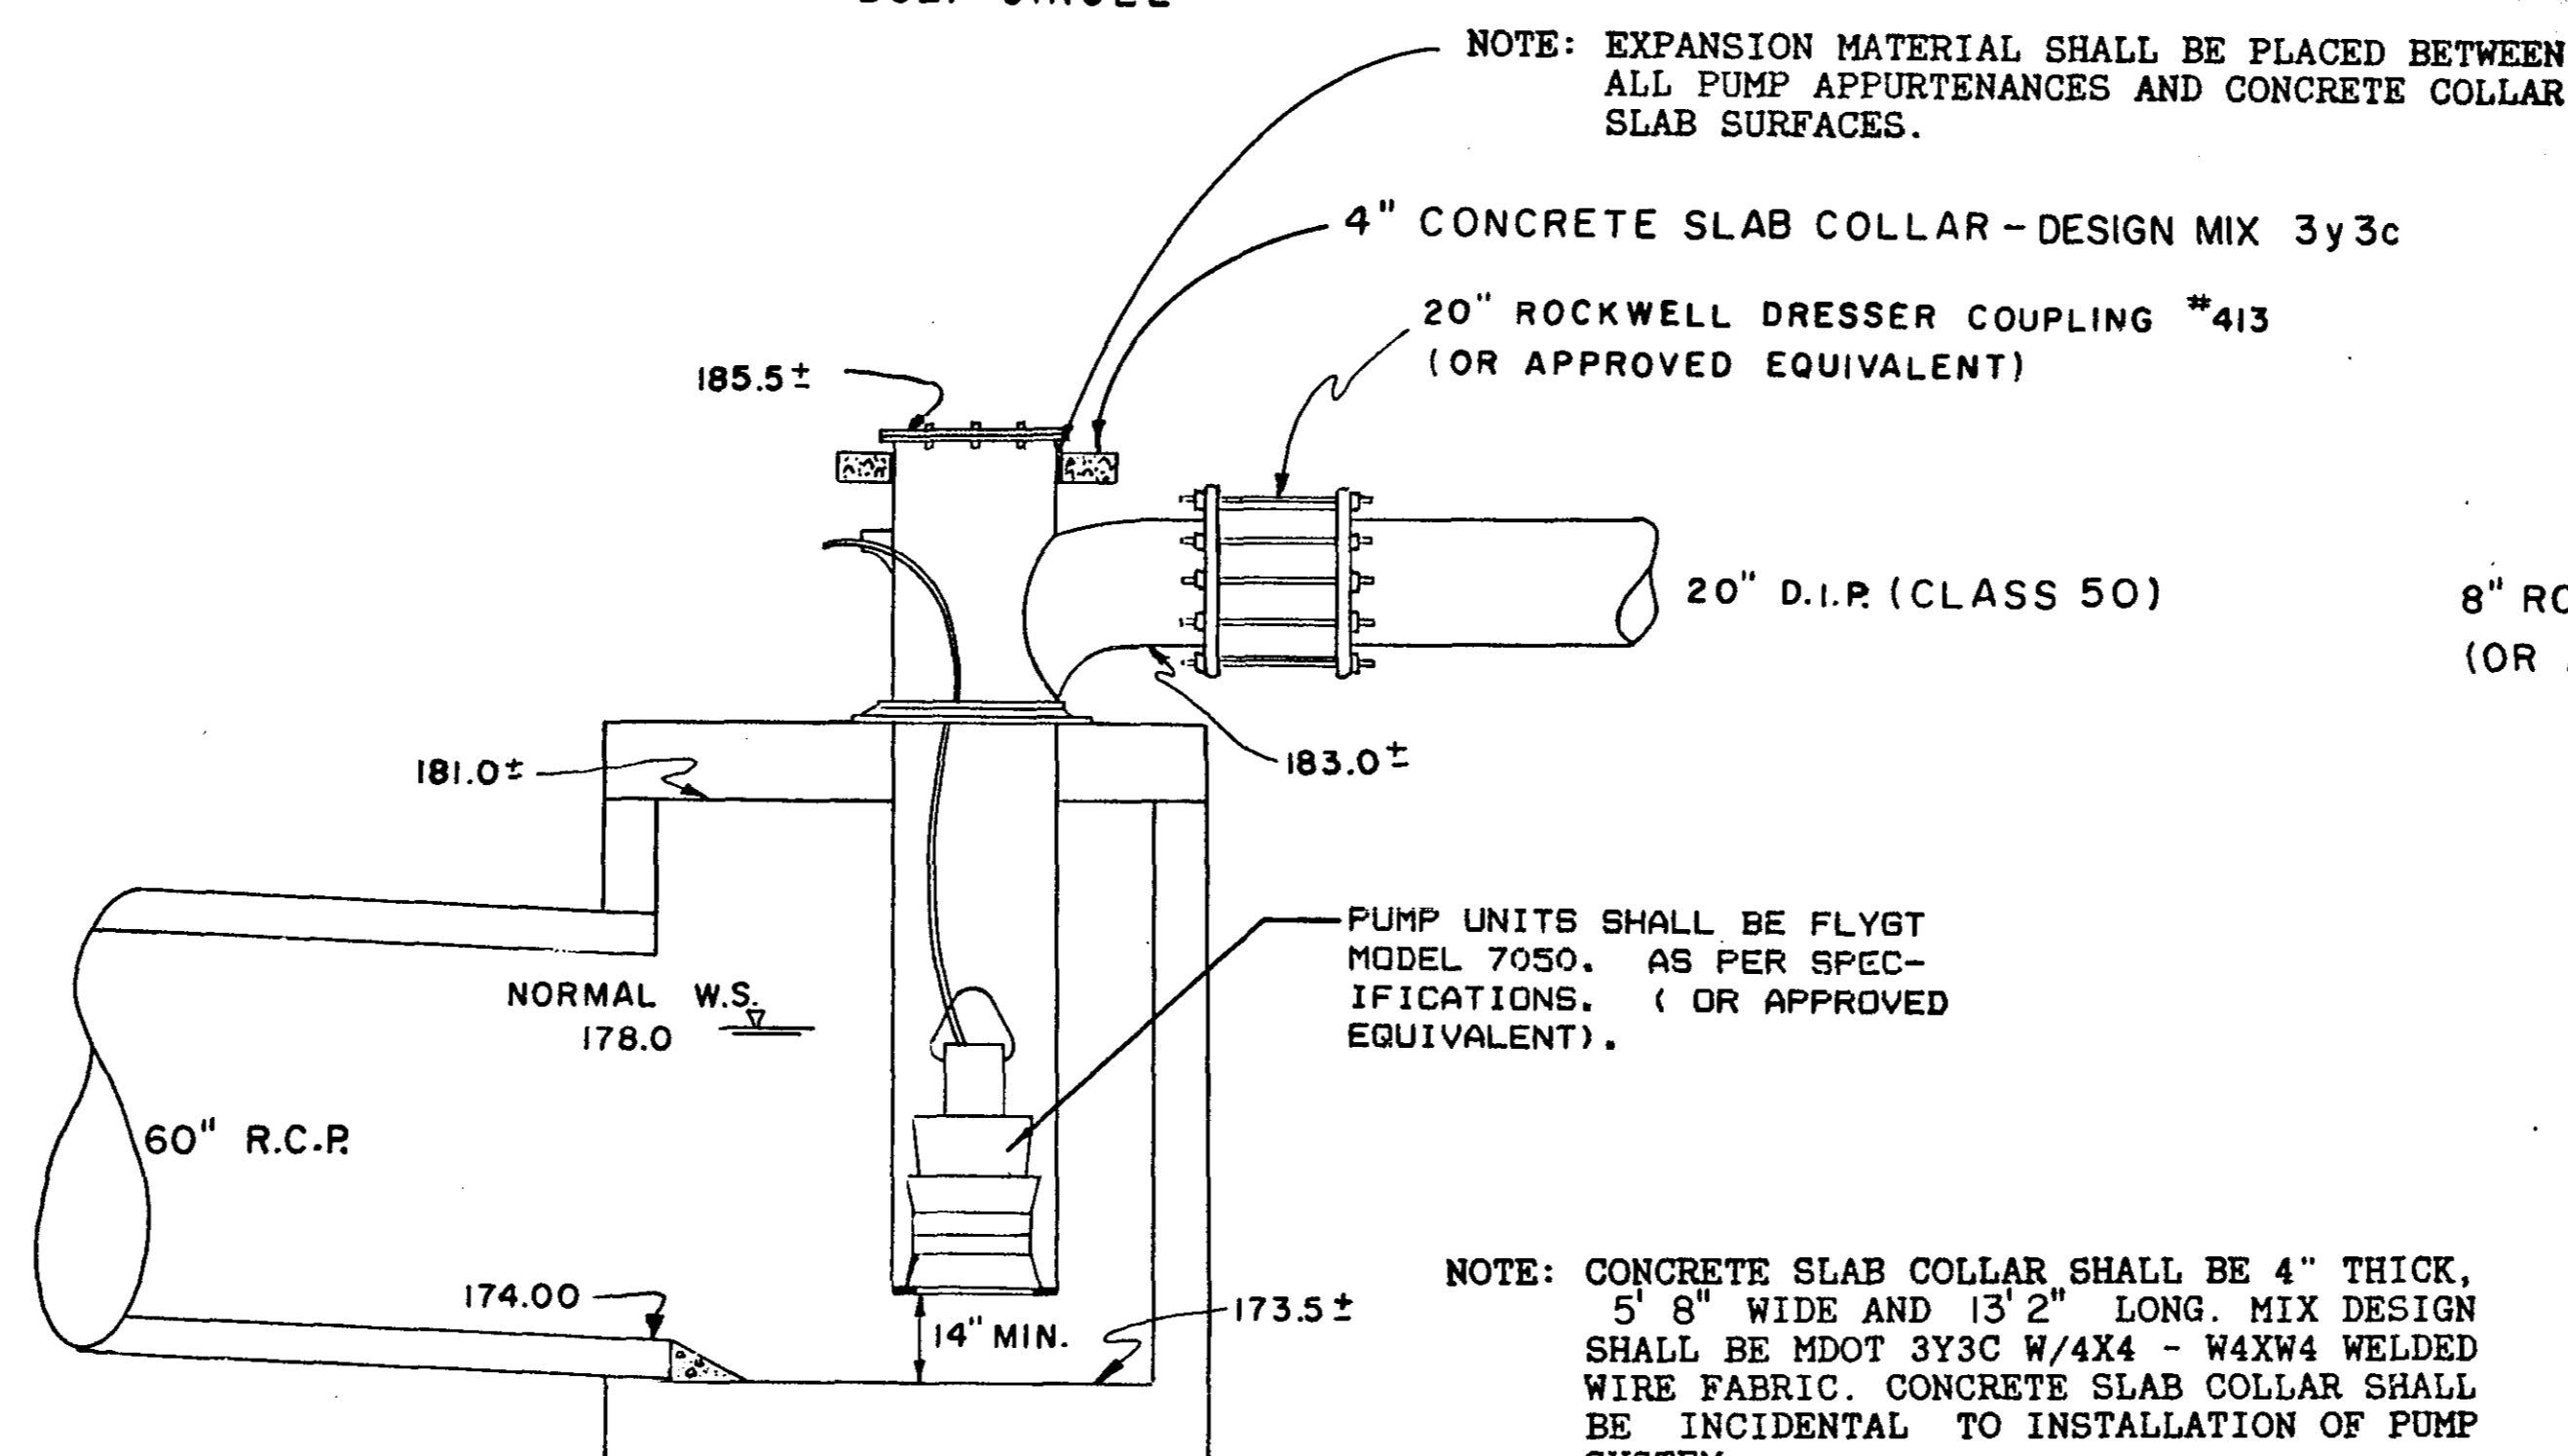 NOTE: EXPANSION MATERIAL SHALL BE PLACED BETWEEN
ALL PUMP APPURTENANCES AND CONCRETE COLLAR
SLAB SURFACES.
4" CONCRETE SLAB COLLAR - DESIGN MIX 3y3c
20" ROCKWELL DRESSER COUPLING #413
(OR APPROVED EQUIVALENT)
185.5±
20" D.I.P. (CLASS 50)
8"
(OR
181.0±
183.0±
PUMP UNITS SHALL BE FLYGT
MODEL 7050. AS PER SPEC-
IFICATIONS. ( OR APPROVED
EQUIVALENT).
NORMAL W.S.
178.0
60" R.C.P.
174.00
14" MIN.
173.5±
NOTE: CONCRETE SLAB COLLAR SHALL BE 4" THICK,
5' 8" WIDE AND 13' 2" LONG. MIX DESIGN
SHALL BE MDOT 3Y3C W/4X4 - W4XW4 WELDED
WIRE FABRIC. CONCRETE SLAB COLLAR SHALL
BE INCIDENTAL TO INSTALLATION OF PUMP